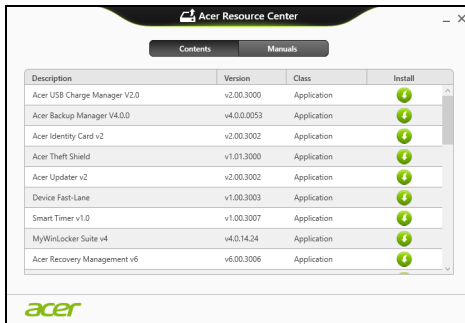 Acer Resource Center
Contents Manuals
Description Version Class Install
Acer USB Charge Manager V2.0 v2.00.3000 Application
Acer Backup Manager V4.0.0 v4.0.0.0053 Application
Acer Identity Card v2 v2.00.3002 Application
Acer Theft Shield v1.01.3000 Application
Acer Updater v2 v2.00.3002 Application
Device Fast-Lane v1.00.3003 Application
Smart Timer v1.0 v1.00.3007 Application
MyWinLocker Suite v4 v4.0.14.24 Application
Acer Recovery Management v6 v6.00.3006 Application
acer